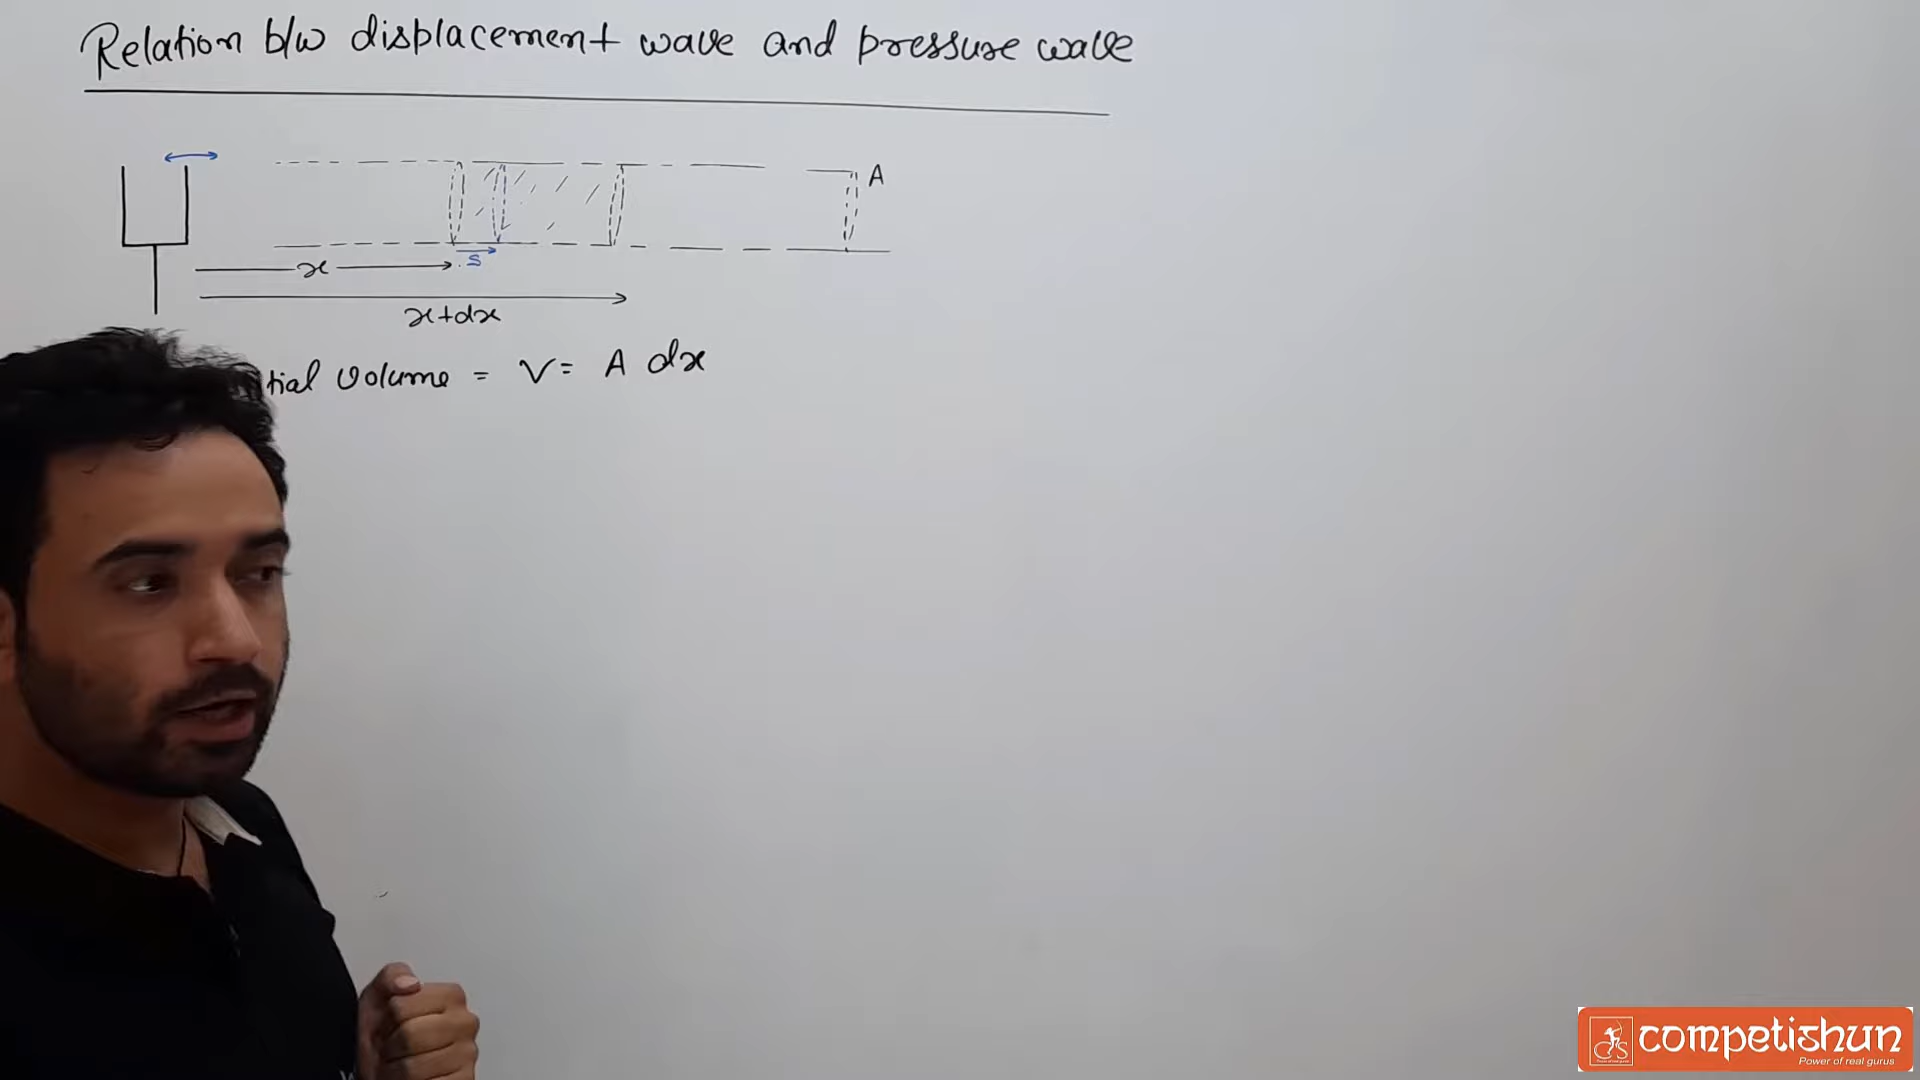 Relation b/w displacement wave and pressure wave
A
s
x
x+dx
tial volume = V = A dx
competishun
Power of real gurus